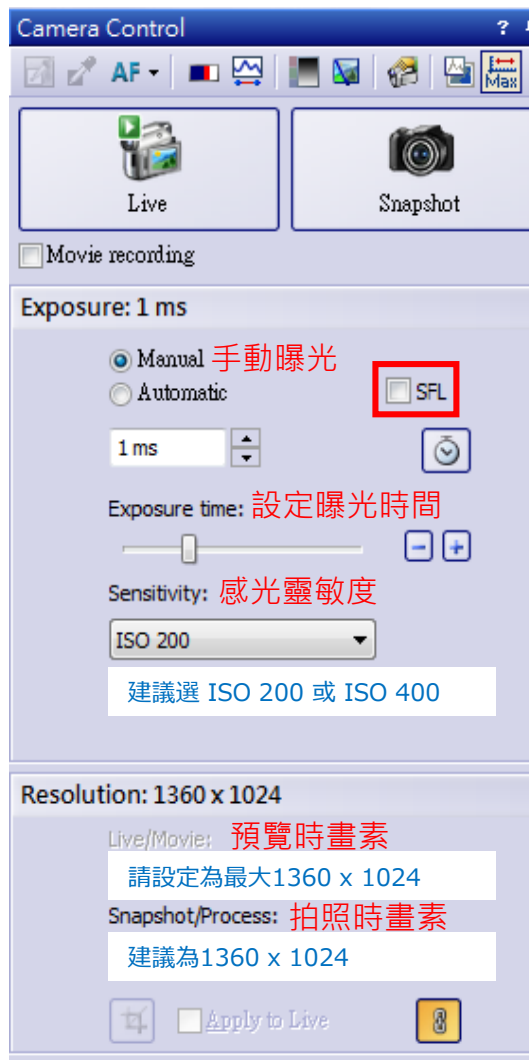 Camera Control ?
AF
Max
Live Snapshot
Movie recording
Exposure: 1 ms
Manual 手動曝光
Automatic SFL
1 ms
Exposure time: 設定曝光時間
Sensitivity: 感光靈敏度
ISO 200
建議選 ISO 200 或 ISO 400
Resolution: 1360 x 1024
Live/Movie: 預覽時畫素
請設定為最大1360 x 1024
Snapshot/Process: 拍照時畫素
建議為1360 x 1024
Apply to Live